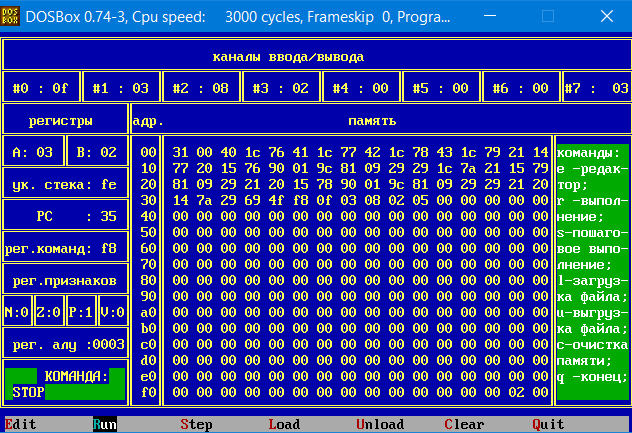 DOSBox 0.74-3, Cpu speed: 3000 cycles, Frameskip 0, Progra...
каналы ввода/вывода
#0 : 0f #1 : 03 #2 : 08 #3 : 02 #4 : 00 #5 : 00 #6 : 00 #7 : 03
регистры адр. память
A: 03 B: 02 00 31 00 40 1c 76 41 1c 77 42 1c 78 43 1c 79 21 14 команды:
10 77 20 15 76 90 01 9c 81 09 29 29 1c 7a 21 15 79 e -редак-
ук. стека: fe 20 81 09 29 21 20 15 78 90 01 9c 81 09 29 29 21 20 тор;
30 14 7a 29 69 4f f8 0f 03 08 02 05 00 00 00 00 00 r -выпол-
PC : 35 40 00 00 00 00 00 00 00 00 00 00 00 00 00 00 00 00 нение;
50 00 00 00 00 00 00 00 00 00 00 00 00 00 00 00 00 s-пошаго-
рег.команд: f8 60 00 00 00 00 00 00 00 00 00 00 00 00 00 00 00 00 вое выпо-
70 00 00 00 00 00 00 00 00 00 00 00 00 00 00 00 00 лнение;
рег.признаков 80 00 00 00 00 00 00 00 00 00 00 00 00 00 00 00 00 l-загруз-
90 00 00 00 00 00 00 00 00 00 00 00 00 00 00 00 00 ка файла;
N:0 Z:0 P:1 V:0 a0 00 00 00 00 00 00 00 00 00 00 00 00 00 00 00 00 u-выгруз-
b0 00 00 00 00 00 00 00 00 00 00 00 00 00 00 00 00 ка файла;
рег. алу :0003 c0 00 00 00 00 00 00 00 00 00 00 00 00 00 00 00 00 c-очистка
d0 00 00 00 00 00 00 00 00 00 00 00 00 00 00 00 00 памяти;
КОМАНДА: e0 00 00 00 00 00 00 00 00 00 00 00 00 00 00 00 00 q -конец;
STOP f0 00 00 00 00 00 00 00 00 00 00 00 00 00 00 02 00
Edit Run Step Load Unload Clear Quit